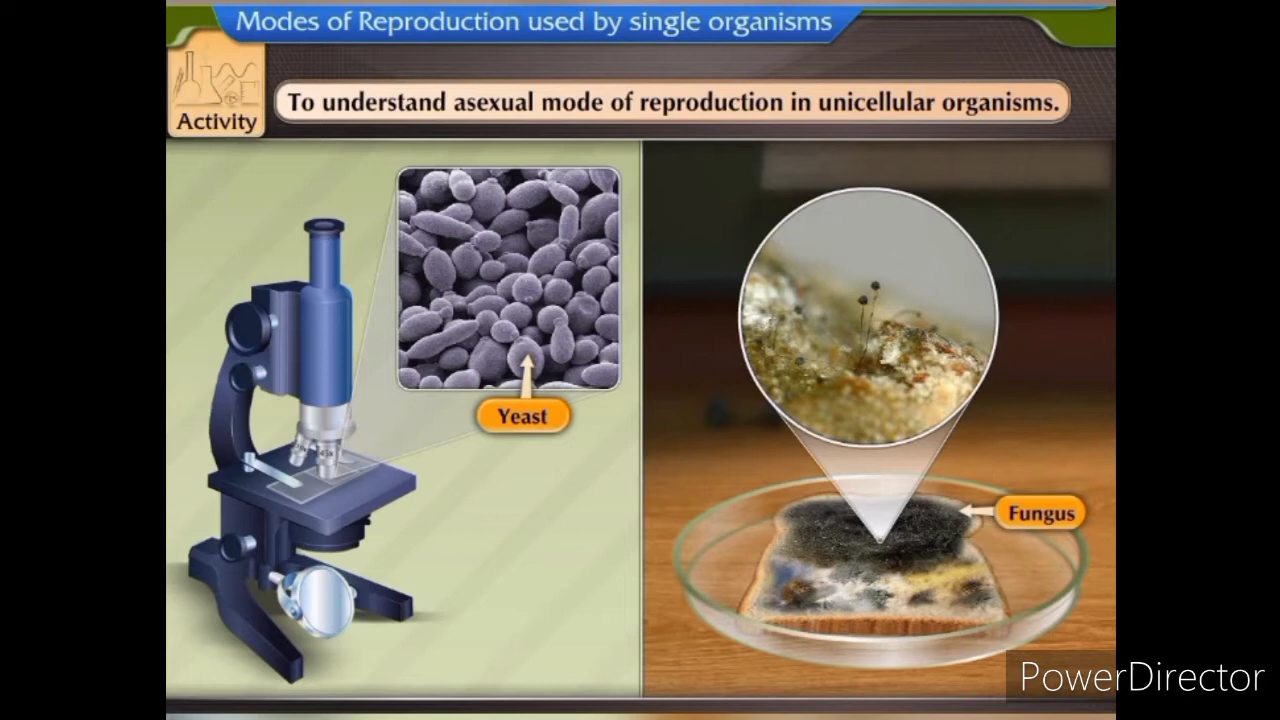 Modes of Reproduction used by single organisms
Activity
To understand asexual mode of reproduction in unicellular organisms.
Yeast
Fungus
PowerDirector